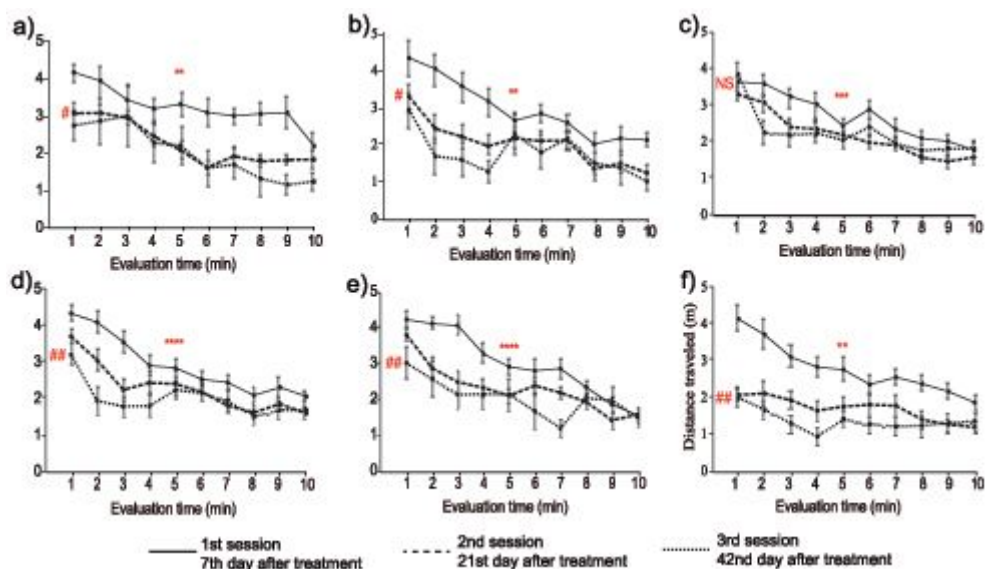 a)
5
4
3
2
1
0
**
#
1 2 3 4 5 6 7 8 9 10
Evaluation time (min)
b)
5
4
3
2
1
0
**
#
1 2 3 4 5 6 7 8 9 10
Evaluation time (min)
c)
5
4
3
2
1
0
***
NS
1 2 3 4 5 6 7 8 9 10
Evaluation time (min)
d)
5
4
3
2
1
0
****
##
1 2 3 4 5 6 7 8 9 10
Evaluation time (min)
e)
5
4
3
2
1
0
****
##
1 2 3 4 5 6 7 8 9 10
Evaluation time (min)
f)
Distance traveled (m)
5
4
3
2
1
0
**
##
1 2 3 4 5 6 7 8 9 10
Evaluation time (min)
1st session
7th day after treatment
2nd session
21st day after treatment
3rd session
42nd day after treatment